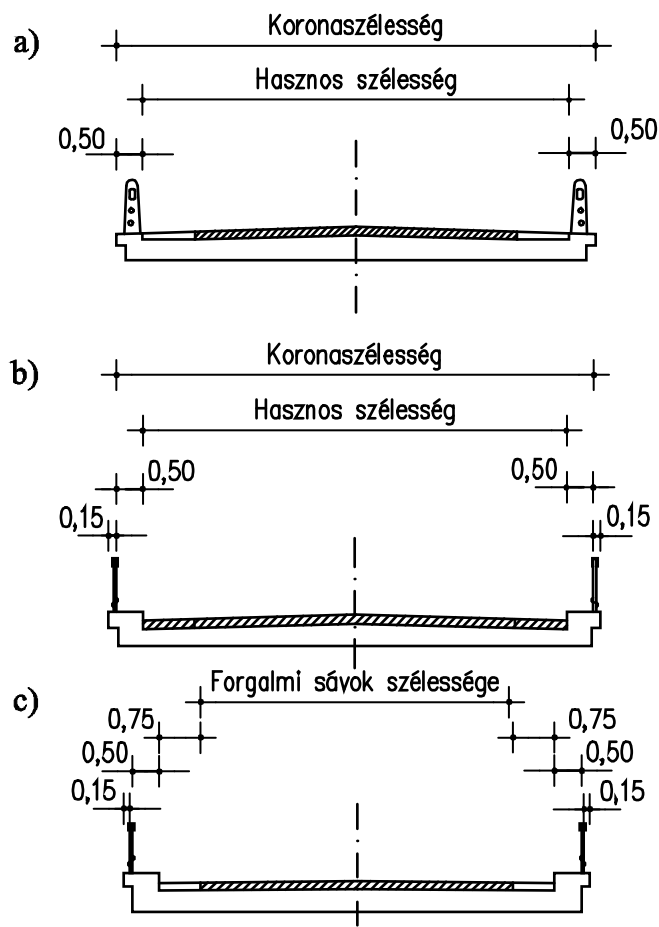 a)
Koronaszélesség
Hasznos szélesség
0,50 0,50
b)
Koronaszélesség
Hasznos szélesség
0,50 0,50
0,15 0,15
c)
Forgalmi sávok szélessége
0,75 0,75
0,50 0,50
0,15 0,15